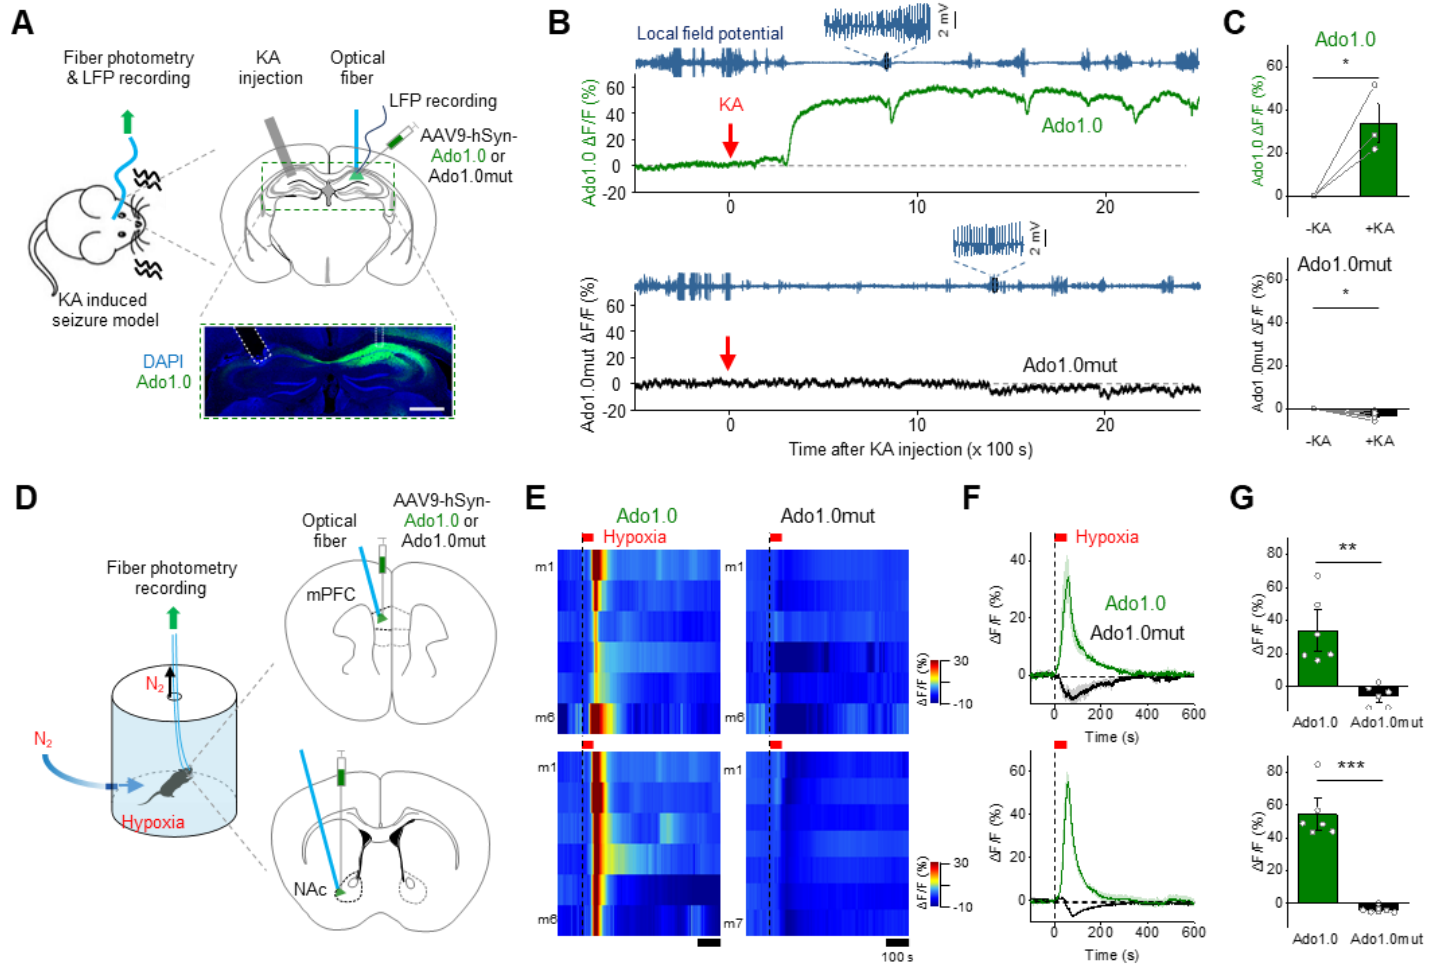 A
Fiber photometry
& LFP recording
KA
injection
Optical
fiber
LFP recording
AAV9-hSyn-
Ado1.0 or
Ado1.0mut
KA induced
seizure model
DAPI
Ado1.0
B
Local field potential
2 mV
Ado1.0 ΔF/F (%)
60
40
20
0
-20
KA
Ado1.0
0
10
20
2 mV
Ado1.0mut ΔF/F (%)
60
40
20
0
-20
Ado1.0mut
0
10
20
Time after KA injection (x 100 s)
C
Ado1.0
Ado1.0 ΔF/F (%)
60
40
20
0
*
-KA
+KA
Ado1.0mut
Ado1.0mut ΔF/F (%)
60
40
20
0
*
-KA
+KA
D
Fiber photometry
recording
N2
N2
Hypoxia
Optical
fiber
AAV9-hSyn-
Ado1.0 or
Ado1.0mut
mPFC
NAc
E
Ado1.0
Ado1.0mut
Hypoxia
m1
m6
m1
m6
ΔF/F (%)
30
-10
m1
m6
m1
m7
ΔF/F (%)
30
-10
100 s
F
Hypoxia
ΔF/F (%)
40
20
0
Ado1.0
Ado1.0mut
0
200
400
600
Time (s)
ΔF/F (%)
60
40
20
0
0
200
400
600
Time (s)
G
ΔF/F (%)
80
60
40
20
0
**
Ado1.0
Ado1.0mut
ΔF/F (%)
80
60
40
20
0
***
Ado1.0
Ado1.0mut